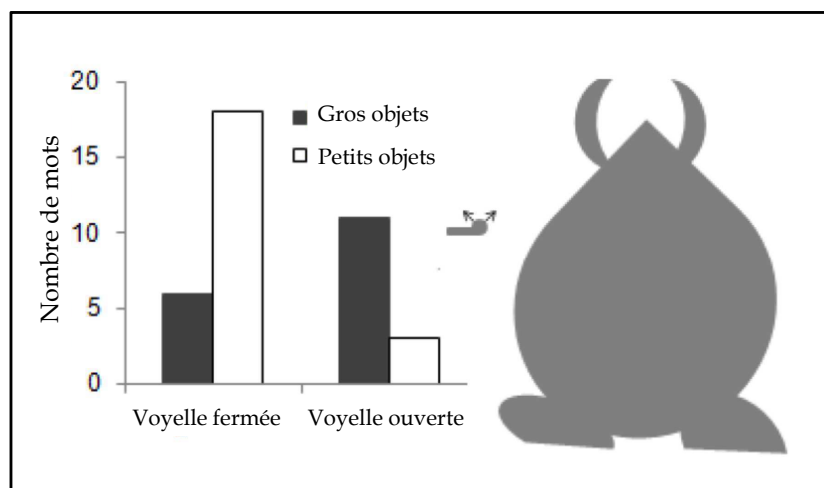 Nombre de mots
20
15
10
5
0
Gros objets
Petits objets
Voyelle fermée
Voyelle ouverte